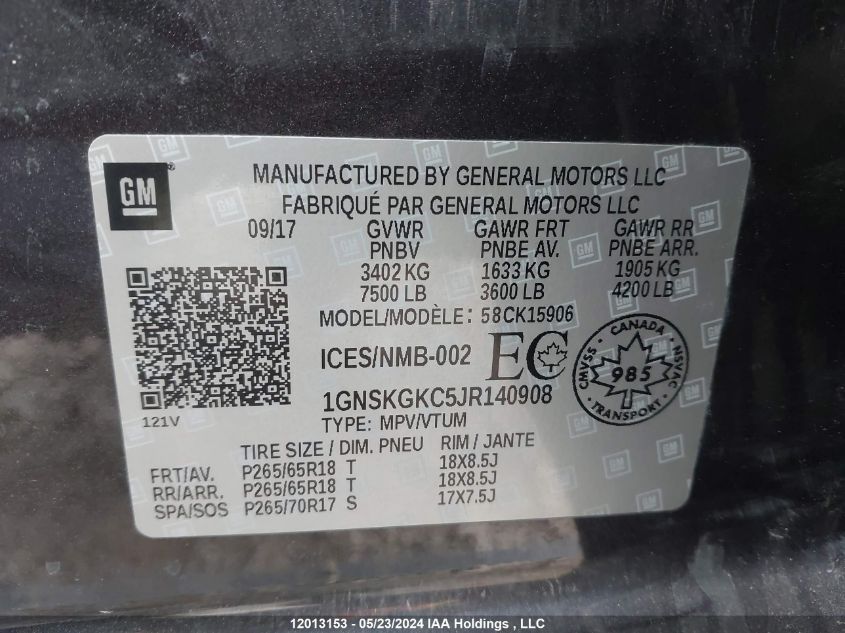 GM
MANUFACTURED BY GENERAL MOTORS LLC
FABRIQUÉ PAR GENERAL MOTORS LLC
09/17 GVWR GAWR FRT GAWR RR
PNBV PNBE AV. PNBE ARR.
3402 KG 1633 KG 1905 KG
7500 LB 3600 LB 4200 LB
MODEL/MODÈLE: 58CK15906
ICES/NMB-002 EC
CANADA
CMVSS 985 NSVAC
TRANSPORT
1GNSKGKC5JR140908
121V
TYPE: MPV/VTUM
TIRE SIZE / DIM. PNEU RIM / JANTE
FRT/AV. P265/65R18 T 18X8.5J
RR/ARR. P265/65R18 T 18X8.5J
SPA/SOS P265/70R17 S 17X7.5J
12013153 - 05/23/2024 IAA Holdings , LLC